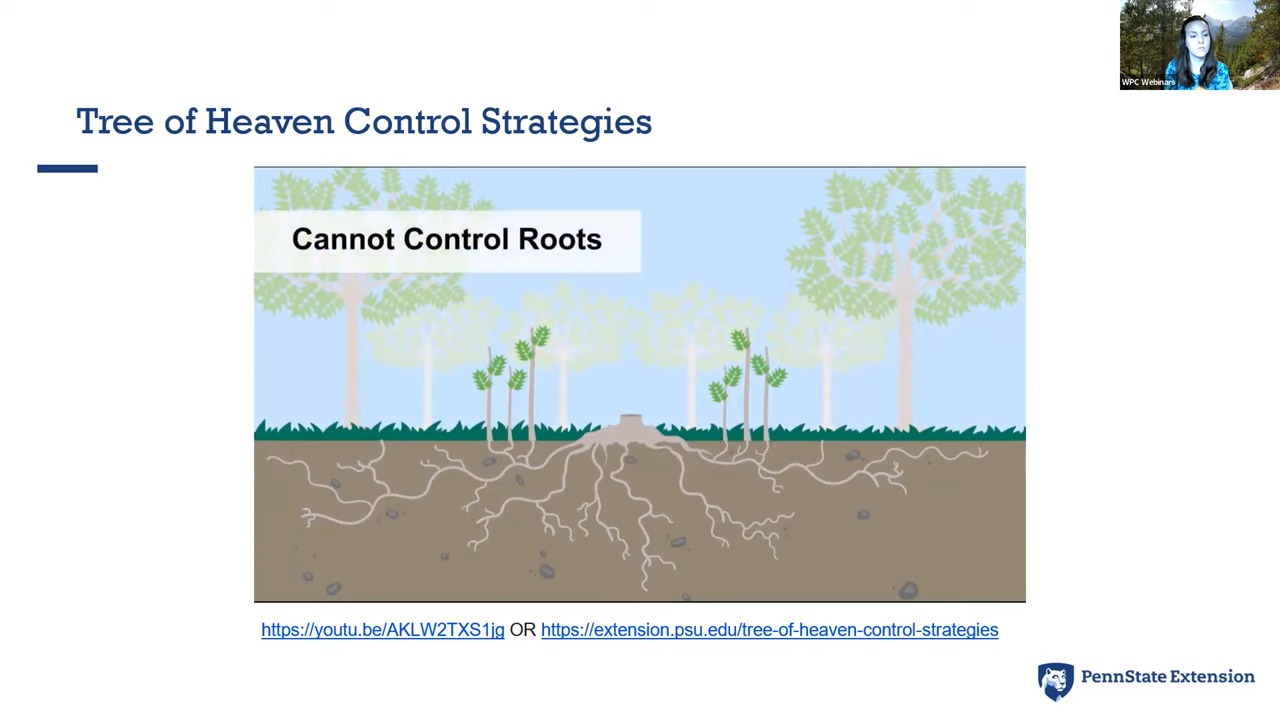 WPC Webinars
Tree of Heaven Control Strategies
Cannot Control Roots
https://youtu.be/AKLW2TXS1jg OR https://extension.psu.edu/tree-of-heaven-control-strategies
PennState Extension